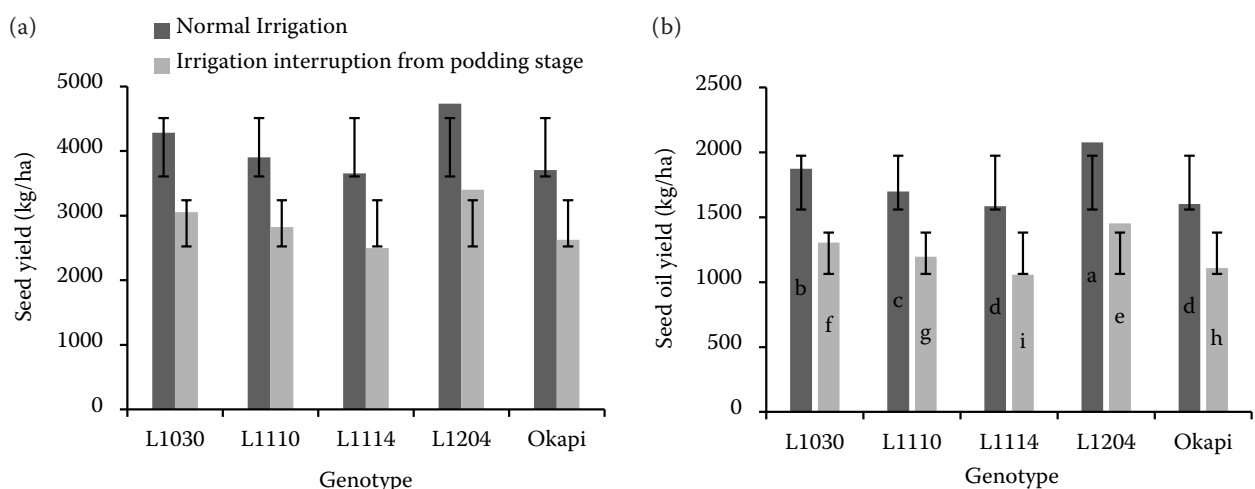 (a)
Normal Irrigation
Irrigation interruption from podding stage
5000
4000
3000
2000
1000
0
Seed yield (kg/ha)
L1030 L1110 L1114 L1204 Okapi
Genotype
(b)
2500
2000
1500
1000
500
0
Seed oil yield (kg/ha)
b f c g d i a e d h
L1030 L1110 L1114 L1204 Okapi
Genotype